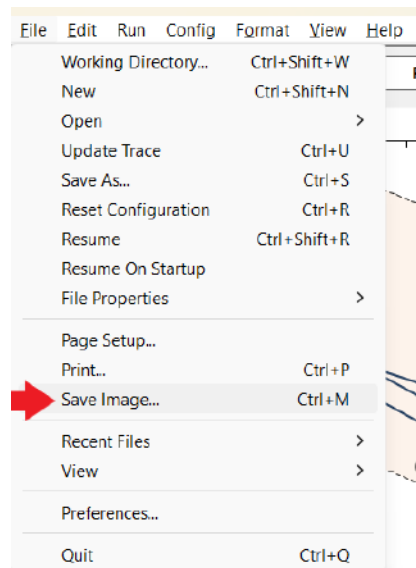 File Edit Run Config Format View Help
Working Directory... Ctrl+Shift+W
New Ctrl+Shift+N
Open >
Update Trace Ctrl+U
Save As... Ctrl+S
Reset Configuration Ctrl+R
Resume Ctrl+Shift+R
Resume On Startup
File Properties >
Page Setup...
Print... Ctrl+P
Save Image... Ctrl+M
Recent Files >
View >
Preferences...
Quit Ctrl+Q